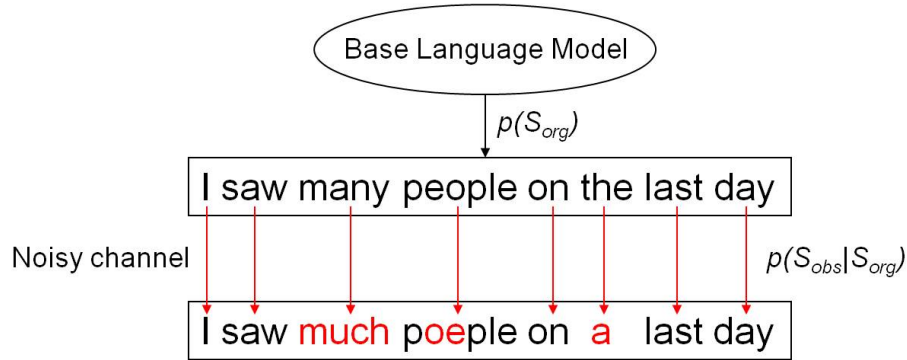 Base Language Model
p(S_org)
I saw many people on the last day
Noisy channel
p(S_obs|S_org)
I saw much poeple on a last day